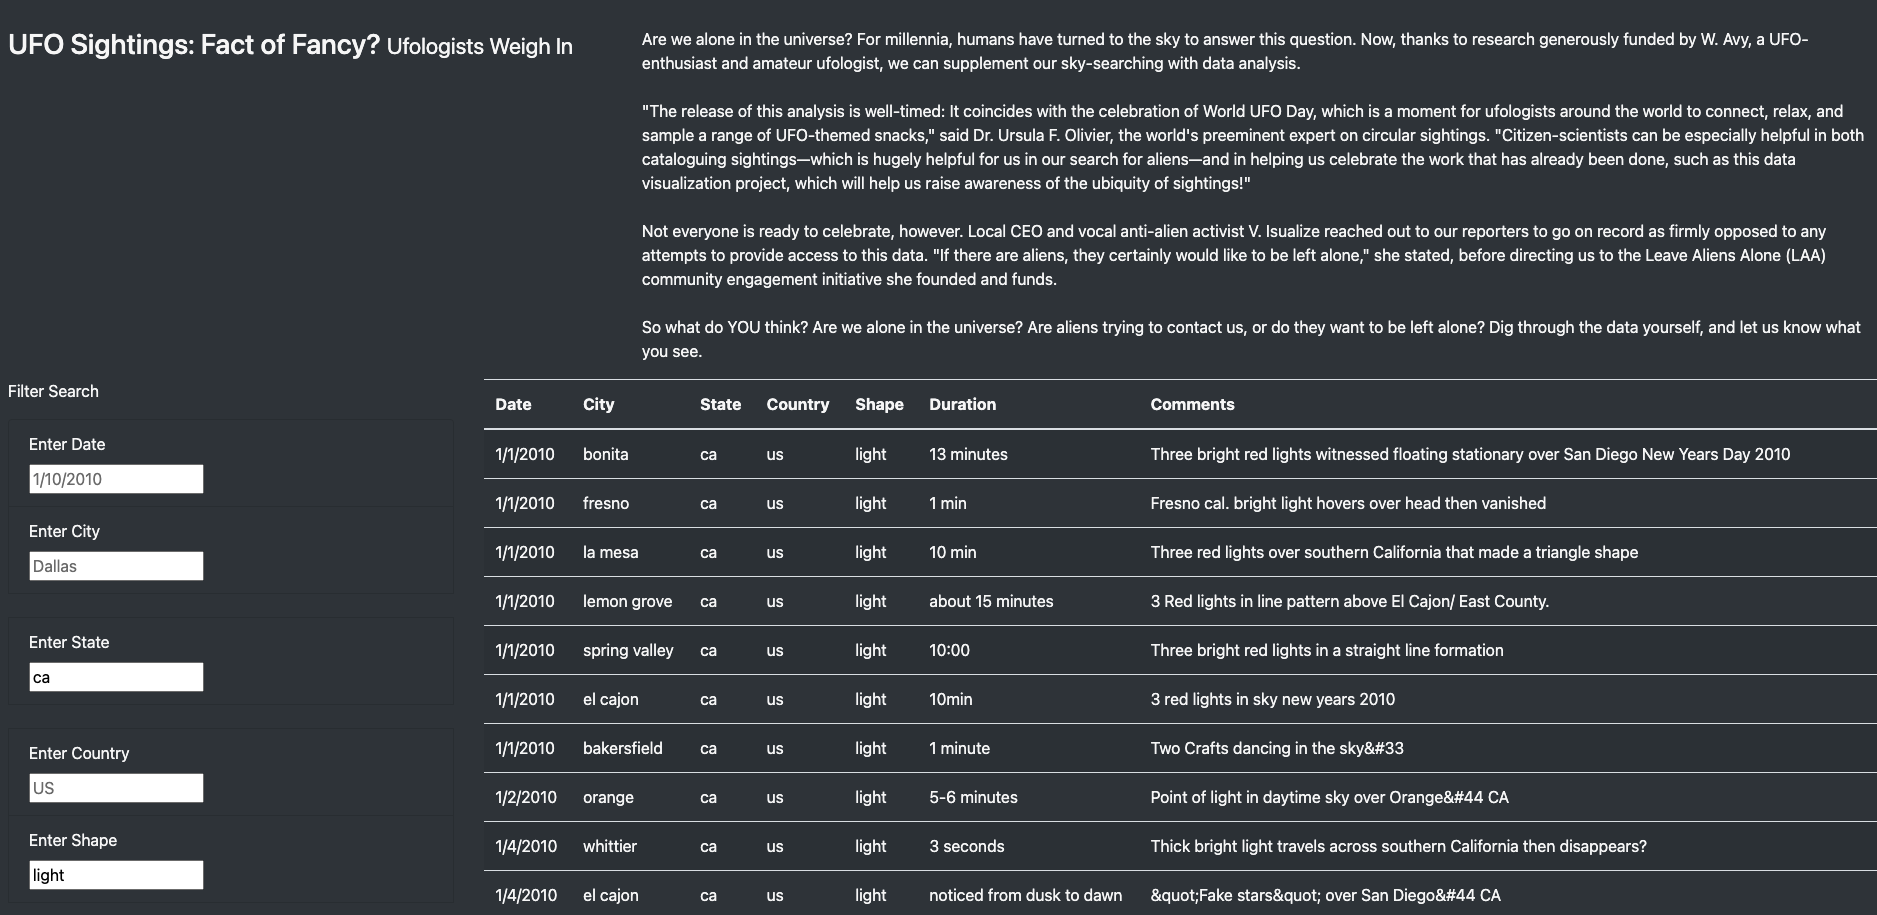 UFO Sightings: Fact of Fancy? Ufologists Weigh In
Are we alone in the universe? For millennia, humans have turned to the sky to answer this question. Now, thanks to research generously funded by W. Avy, a UFO-
enthusiast and amateur ufologist, we can supplement our sky-searching with data analysis.
"The release of this analysis is well-timed: It coincides with the celebration of World UFO Day, which is a moment for ufologists around the world to connect, relax, and
sample a range of UFO-themed snacks," said Dr. Ursula F. Olivier, the world's preeminent expert on circular sightings. "Citizen-scientists can be especially helpful in both
cataloguing sightings—which is hugely helpful for us in our search for aliens—and in helping us celebrate the work that has already been done, such as this data
visualization project, which will help us raise awareness of the ubiquity of sightings!"
Not everyone is ready to celebrate, however. Local CEO and vocal anti-alien activist V. Isualize reached out to our reporters to go on record as firmly opposed to any
attempts to provide access to this data. "If there are aliens, they certainly would like to be left alone," she stated, before directing us to the Leave Aliens Alone (LAA)
community engagement initiative she founded and funds.
So what do YOU think? Are we alone in the universe? Are aliens trying to contact us, or do they want to be left alone? Dig through the data yourself, and let us know what
you see.
Filter Search
Enter Date
1/10/2010
Enter City
Dallas
Enter State
ca
Enter Country
US
Enter Shape
light
Date City State Country Shape Duration Comments
1/1/2010 bonita ca us light 13 minutes Three bright red lights witnessed floating stationary over San Diego New Years Day 2010
1/1/2010 fresno ca us light 1 min Fresno cal. bright light hovers over head then vanished
1/1/2010 la mesa ca us light 10 min Three red lights over southern California that made a triangle shape
1/1/2010 lemon grove ca us light about 15 minutes 3 Red lights in line pattern above El Cajon/ East County.
1/1/2010 spring valley ca us light 10:00 Three bright red lights in a straight line formation
1/1/2010 el cajon ca us light 10min 3 red lights in sky new years 2010
1/1/2010 bakersfield ca us light 1 minute Two Crafts dancing in the sky&#33
1/2/2010 orange ca us light 5-6 minutes Point of light in daytime sky over Orange&#44 CA
1/4/2010 whittier ca us light 3 seconds Thick bright light travels across southern California then disappears?
1/4/2010 el cajon ca us light noticed from dusk to dawn &quot;Fake stars&quot; over San Diego&#44 CA